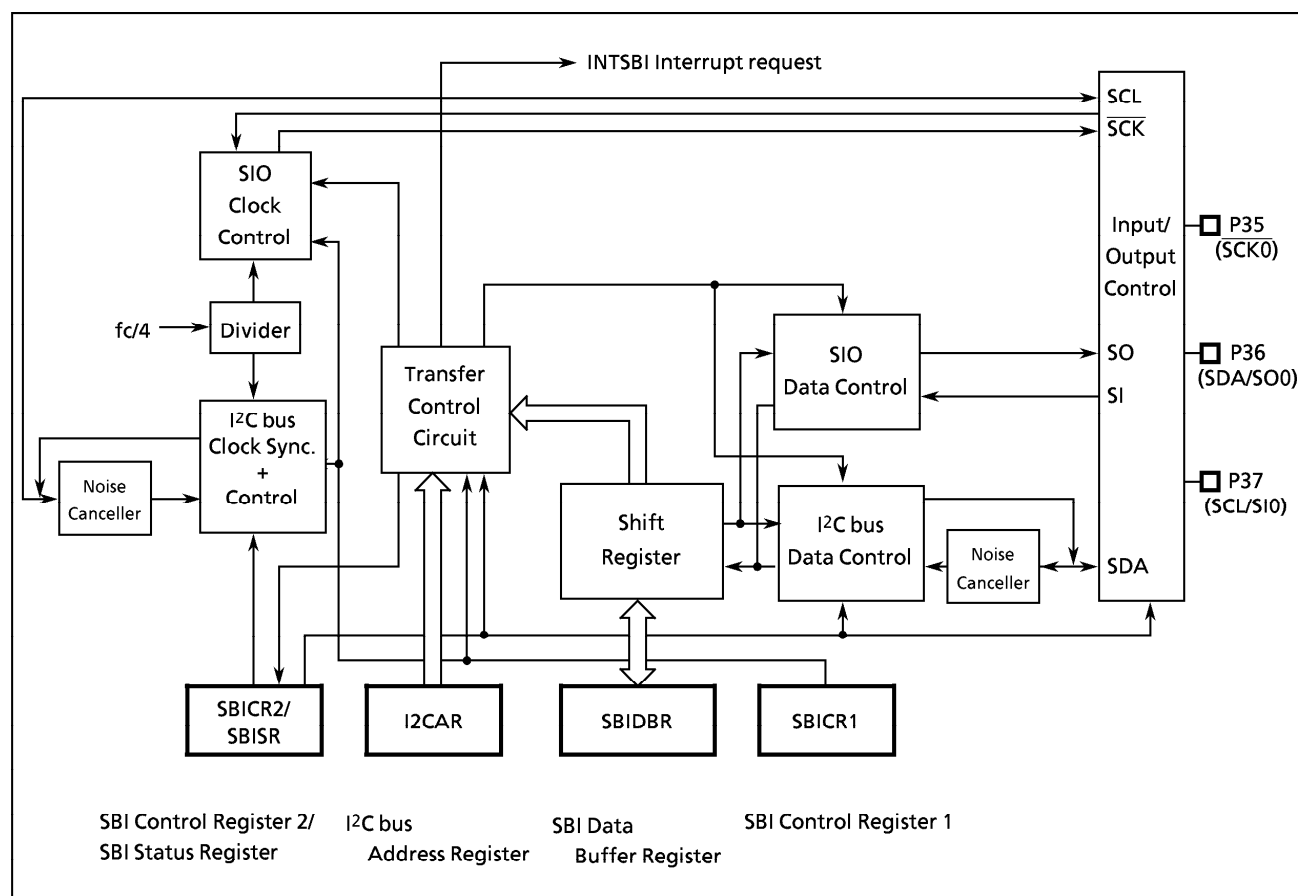 INTSBI Interrupt request
SCL
SCK
SIO
Clock
Control
Input/
Output
Control
P35
(SCK0)
fc/4
Divider
Transfer
Control
Circuit
SIO
Data Control
SO
SI
P36
(SDA/SO0)
I²C bus
Clock Sync.
+
Control
Noise
Canceller
Shift
Register
I²C bus
Data Control
Noise
Canceller
SDA
P37
(SCL/SI0)
SBICR2/
SBISR
I2CAR
SBIDBR
SBICR1
SBI Control Register 2/
SBI Status Register
I²C bus
Address Register
SBI Data
Buffer Register
SBI Control Register 1